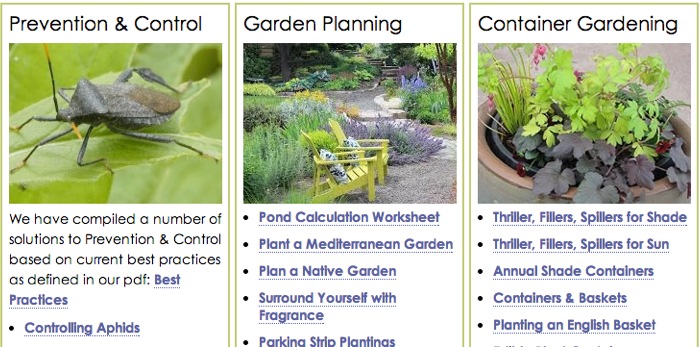 Prevention & Control
We have compiled a number of
solutions to Prevention & Control
based on current best practices
as defined in our pdf: Best
Practices
Controlling Aphids
Garden Planning
Pond Calculation Worksheet
Plant a Mediterranean Garden
Plan a Native Garden
Surround Yourself with
Fragrance
Parking Strip Plantings
Container Gardening
Thriller, Fillers, Spillers for Shade
Thriller, Fillers, Spillers for Sun
Annual Shade Containers
Containers & Baskets
Planting an English Basket